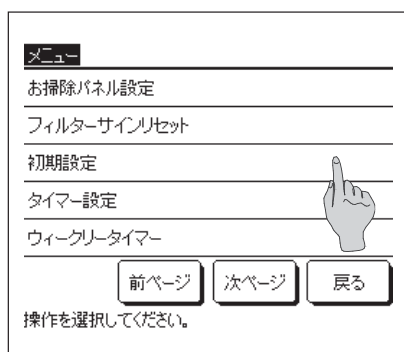 メニュー
お掃除パネル設定
フィルターサインリセット
初期設定
タイマー設定
ウィークリータイマー
前ページ 次ページ 戻る
操作を選択してください。